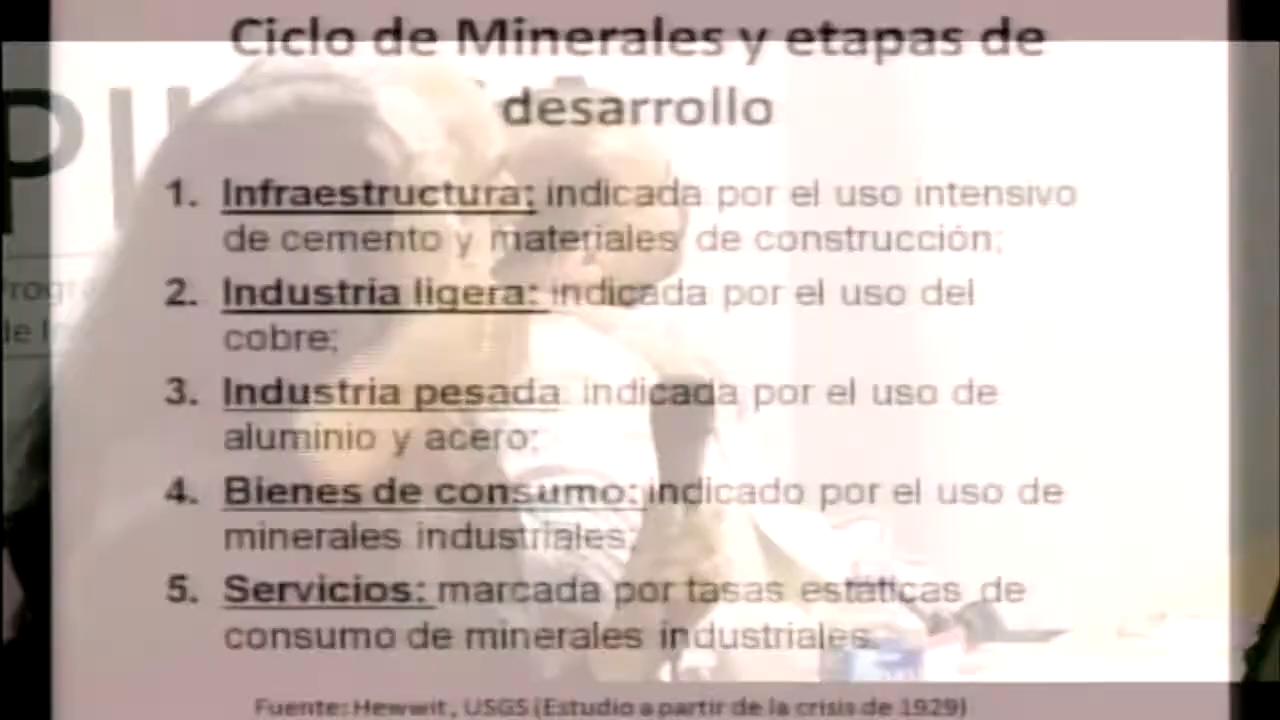 Ciclo de Minerales y etapas de
desarrollo
1. Infraestructura: indicada por el uso intensivo
de cemento y materiales de construcción;
2. Industria ligera: indicada por el uso del
cobre;
3. Industria pesada: indicada por el uso de
aluminio y acero;
4. Bienes de consumo: indicado por el uso de
minerales industriales;
5. Servicios: marcada por tasas estáticas de
consumo de minerales industriales.
Fuente: Hewwit, USGS (Estudio a partir de la crisis de 1929)